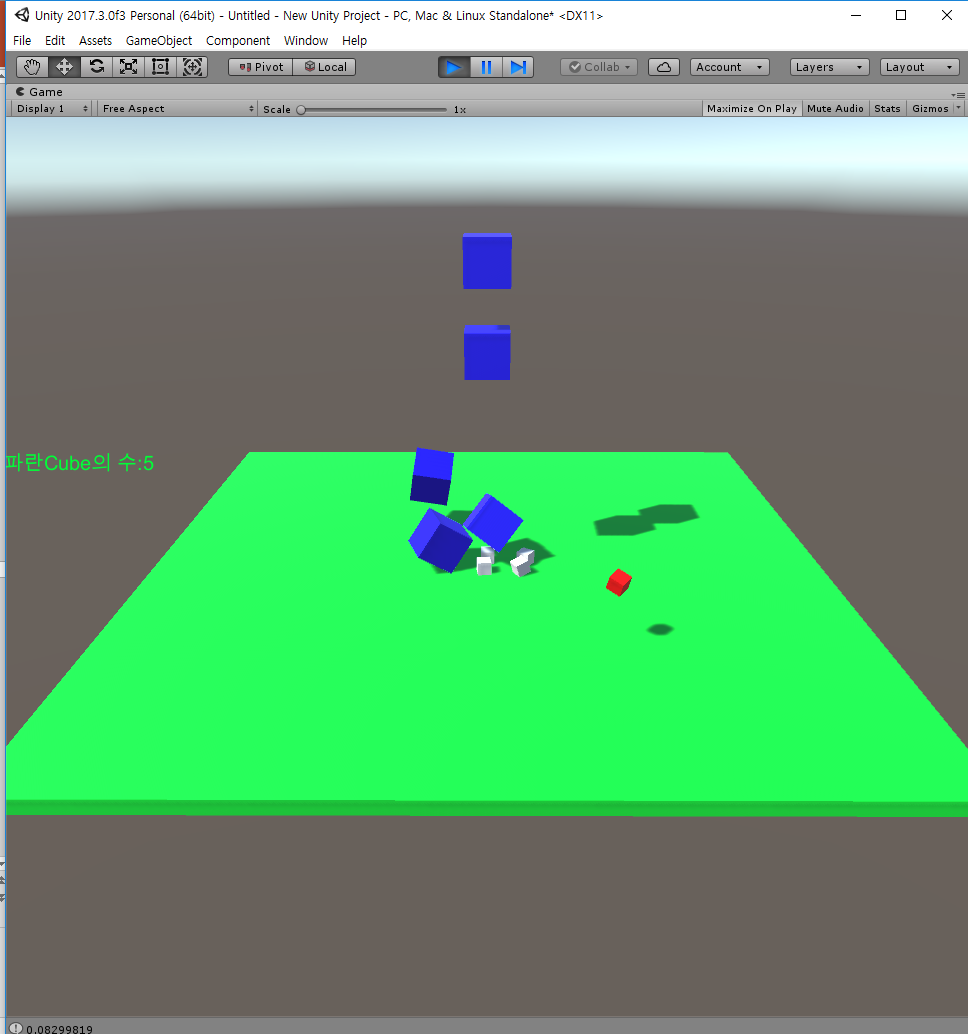 Unity 2017.3.0f3 Personal (64bit) - Untitled - New Unity Project - PC, Mac & Linux Standalone* <DX11>
File Edit Assets GameObject Component Window Help
Pivot Local Collab Account Layers Layout
Game
Display 1 Free Aspect Scale 1x Maximize On Play Mute Audio Stats Gizmos
파란Cube의 수:5
0.08299819